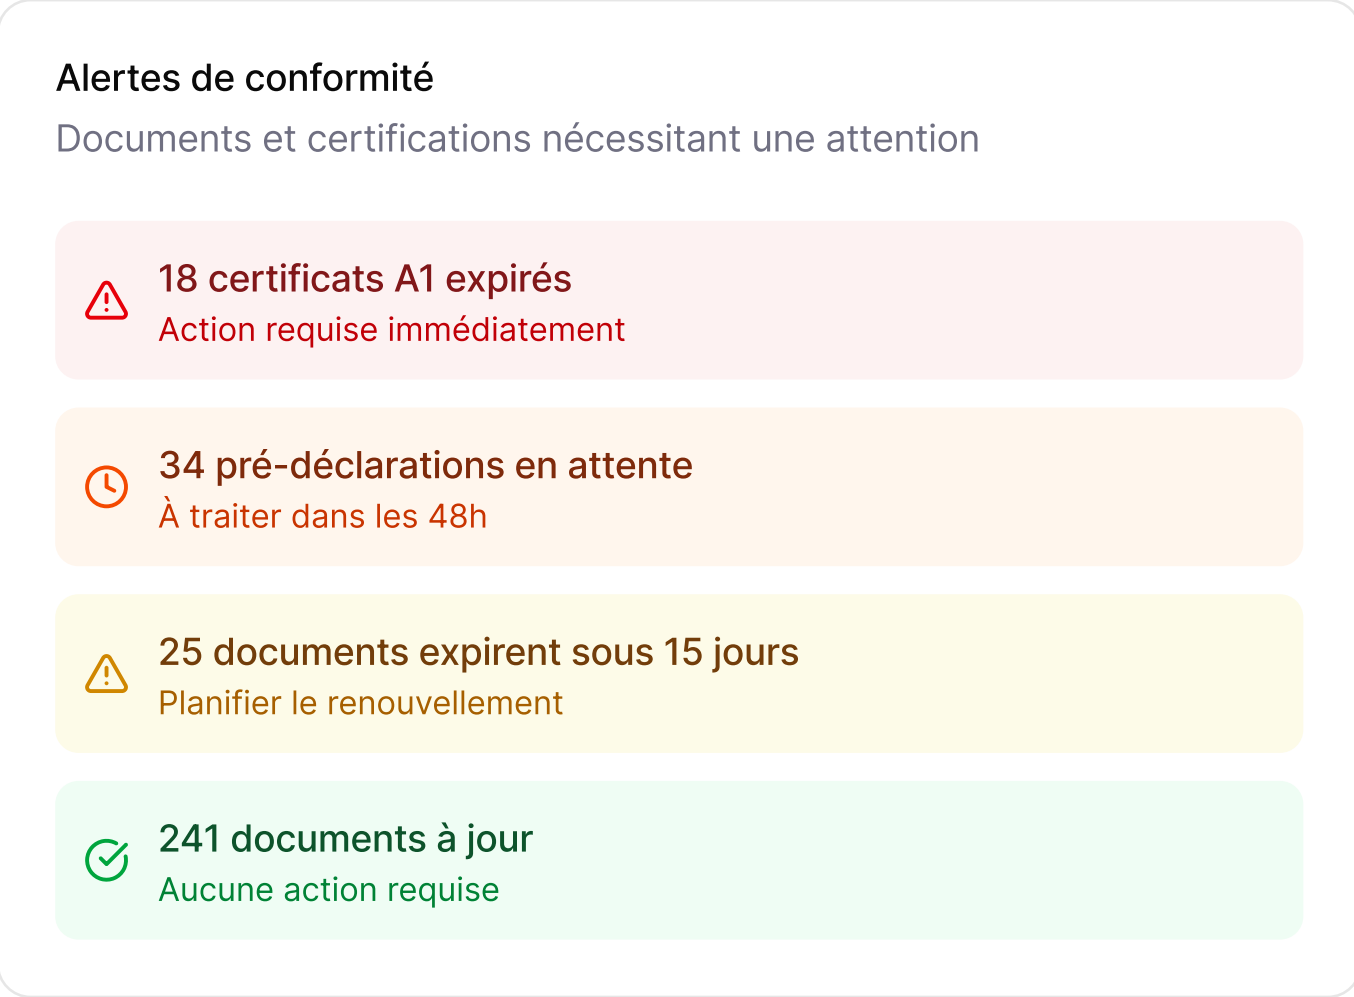 Alertes de conformité
Documents et certifications nécessitant une attention
18 certificats A1 expirés
Action requise immédiatement
34 pré-déclarations en attente
À traiter dans les 48h
25 documents expirent sous 15 jours
Planifier le renouvellement
241 documents à jour
Aucune action requise